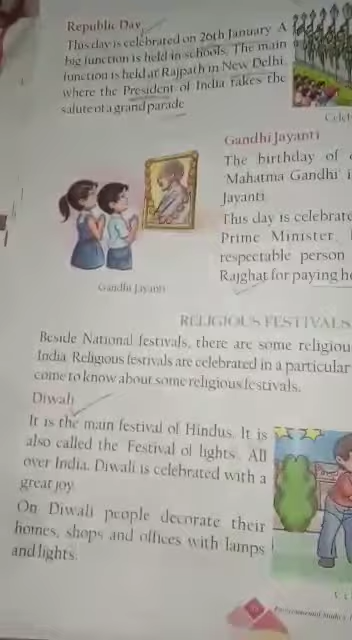 Republic Day
This day is celebrated on 26th January. A
big function is held in schools. The main
function is held at Rajpath in New Delhi,
where the President of India takes the
salute of a grand parade
Gandhi Jayanti
The birthday of
'Mahatma Gandhi' i
Jayanti
This day is celebrate
Prime Minister,
respectable person
Rajghat for paying h
Gandhi Jayanti
RELIGIOUS FESTIVALS
Beside National festivals, there are some religiou
India. Religious festivals are celebrated in a particular
come to know about some religious festivals.
Diwali
It is the main festival of Hindus. It is
also called the Festival of lights. All
over India, Diwali is celebrated with a
great joy.
On Diwali people decorate their
homes, shops and offices with lamps
and lights.
Environmental Studies